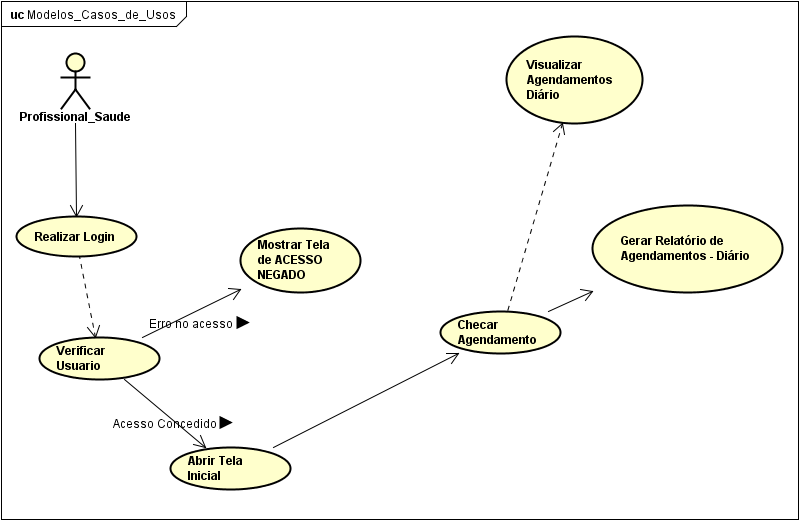 uc Modelos_Casos_de_Usos
Profissional_Saude
Visualizar
Agendamentos
Diário
Realizar Login
Mostrar Tela
de ACESSO
NEGADO
Gerar Relatório de
Agendamentos - Diário
Erro no acesso
Checar
Agendamento
Verificar
Usuario
Acesso Concedido
Abrir Tela
Inicial